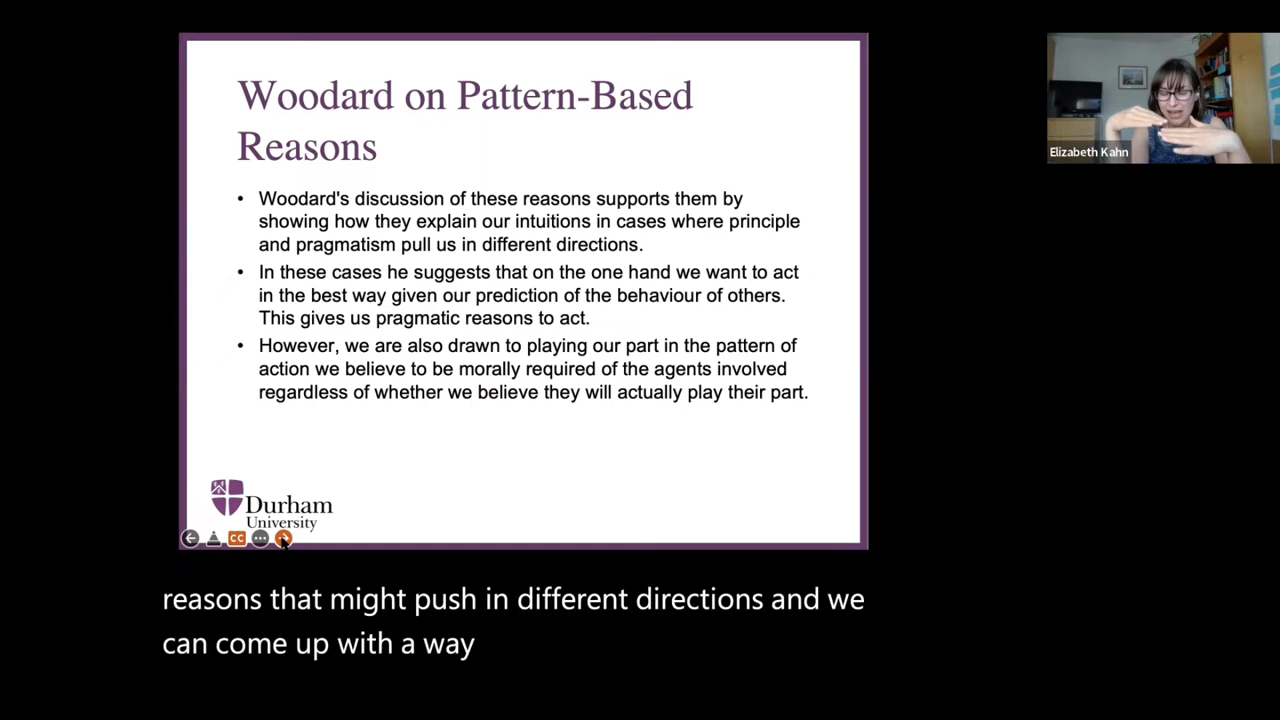 Woodard on Pattern-Based
Reasons
• Woodard's discussion of these reasons supports them by
showing how they explain our intuitions in cases where principle
and pragmatism pull us in different directions.
• In these cases he suggests that on the one hand we want to act
in the best way given our prediction of the behaviour of others.
This gives us pragmatic reasons to act.
• However, we are also drawn to playing our part in the pattern of
action we believe to be morally required of the agents involved
regardless of whether we believe they will actually play their part.
Durham
University
CC
Elizabeth Kahn
reasons that might push in different directions and we
can come up with a way